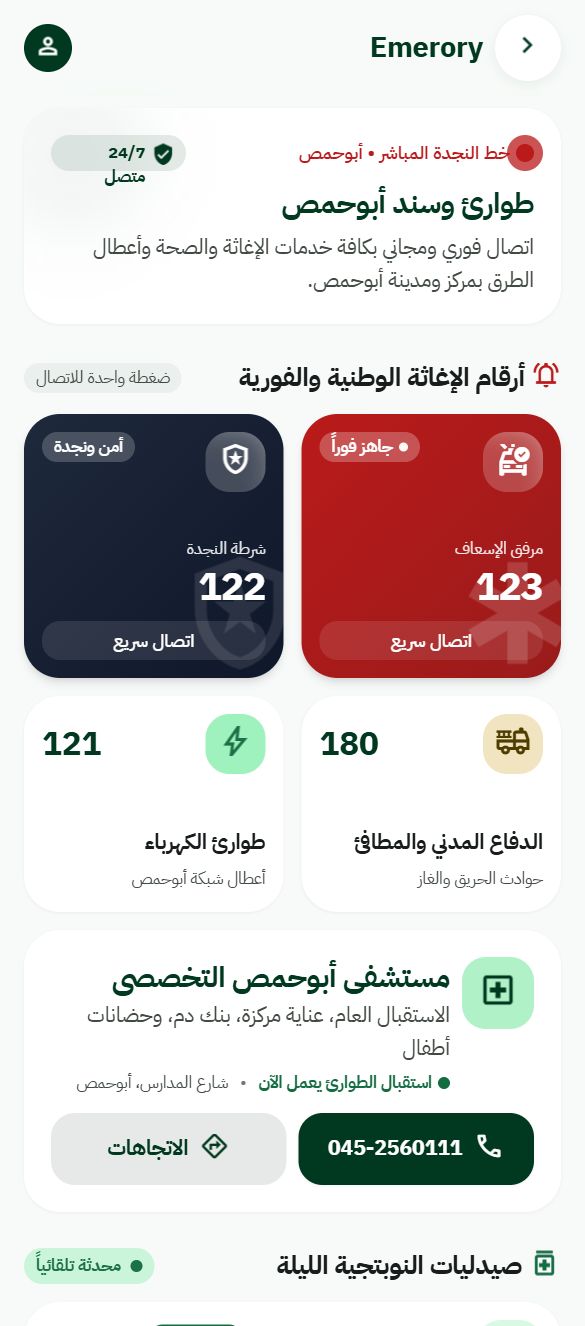 Emerory
خط النجدة المباشر • أبوحمص
24/7
متصل
طوارئ وسند أبوحمص
اتصال فوري ومجاني بكافة خدمات الإغاثة والصحة وأعطال
الطرق بمركز ومدينة أبوحمص.
أرقام الإغاثة الوطنية والفورية
ضغطة واحدة للاتصال
جاهز فوراً
مرفق الإسعاف
123
اتصال سريع
أمن ونجدة
شرطة النجدة
122
اتصال سريع
180
الدفاع المدني والمطافئ
حوادث الحريق والغاز
121
طوارئ الكهرباء
أعطال شبكة أبوحمص
مستشفى أبوحمص التخصصى
الاستقبال العام، عناية مركزة، بنك دم، وحضانات
أطفال
استقبال الطوارئ يعمل الآن • شارع المدارس، أبوحمص
045-2560111
الاتجاهات
صيدليات النوبتجية الليلة
محدثة تلقائياً